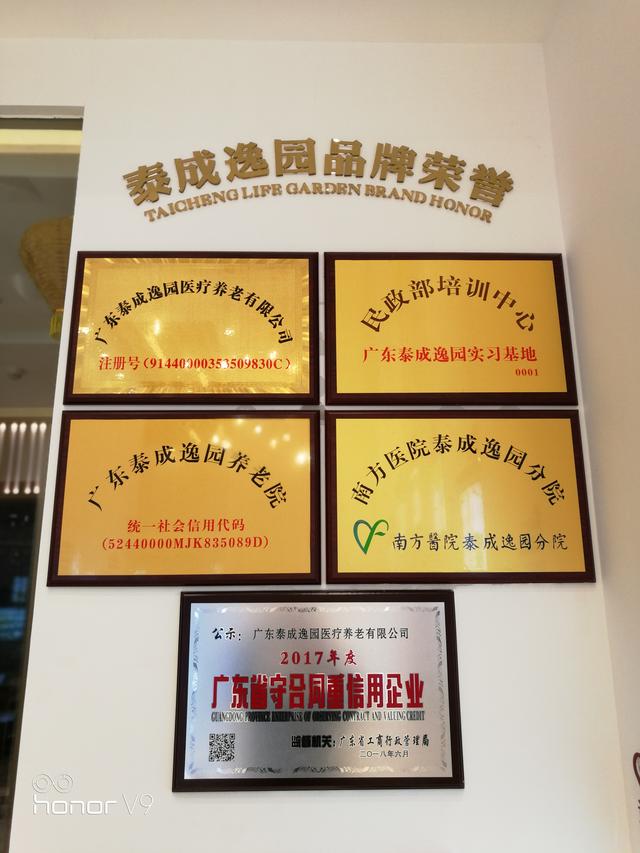 泰成逸园品牌荣誉
TAICHENG LIFE GARDEN BRAND HONOR
广东泰成逸园医疗养老有限公司
注册号(91440000353509830C)
民政部培训中心
广东泰成逸园实习基地
0001
广东泰成逸园养老院
统一社会信用代码
(52440000MJK835089D)
南方医院泰成逸园分院
南方醫院泰成逸园分院
公示：广东泰成逸园医疗养老有限公司
2017年度
广东省守合同重信用企业
GUANGDONG PROVINCE ENTERPRISE OF OBSERVING CONTRACT AND VALUING CREDIT
监督机关：广东省工商行政管理局
二〇一八年六月
honor V9